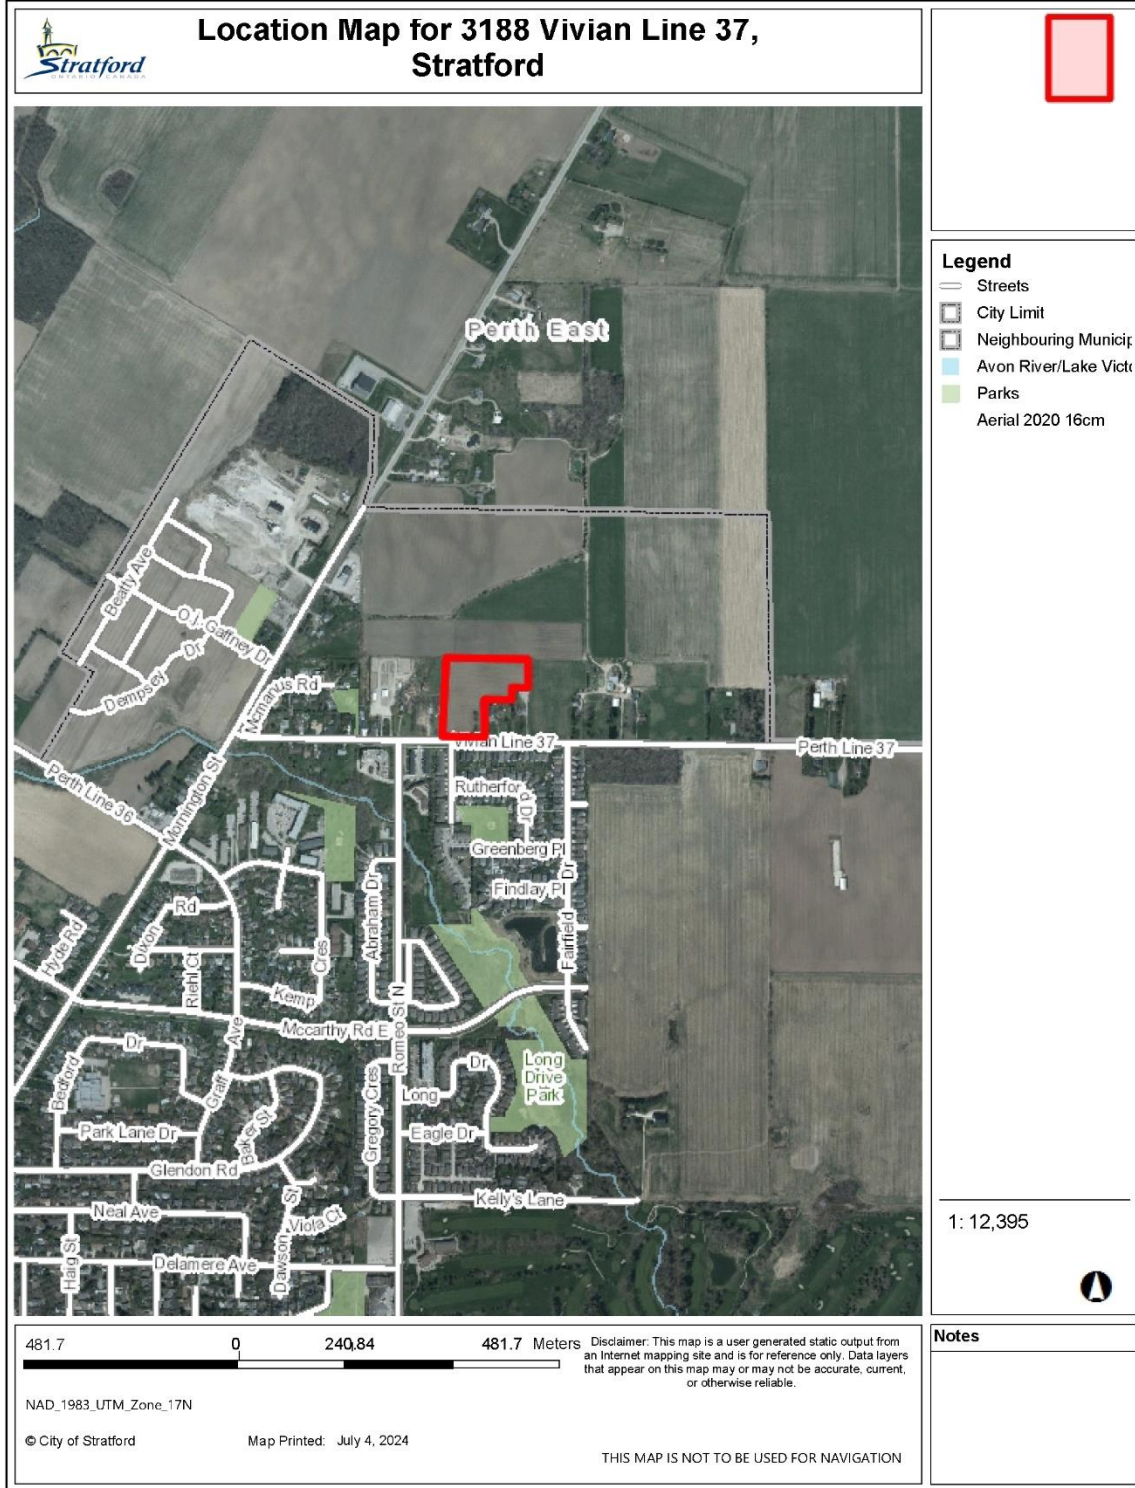 Stratford
ONTARIO CANADA
Location Map for 3188 Vivian Line 37,
Stratford
Perth East
Beatty Ave
O.J. Gaffney Dr
Dempsey Dr
Mcmanus Rd
Vivian Line 37
Perth Line 37
Perth Line 36
Mornington St
Rutherford Dr
Greenberg Pl
Findlay Pl
Fairfield Dr
Abraham Dr
Romeo St N
Hyde Rd
Dixon Rd
Riehl Ct
Kemp Cres
Mccarthy Rd E
Graff Ave
Bedford Dr
Long Dr
Long
Drive
Park
Eagle Dr
Gregory Cres
Park Lane Dr
Baker St
Glendon Rd
Kelly's Lane
Neal Ave
Dawson St
Viola Ct
Haig St
Delamere Ave
Legend
Streets
City Limit
Neighbouring Municip
Avon River/Lake Victo
Parks
Aerial 2020 16cm
1: 12,395
481.7 0 240.84 481.7 Meters
Disclaimer: This map is a user generated static output from
an Internet mapping site and is for reference only. Data layers
that appear on this map may or may not be accurate, current,
or otherwise reliable.
NAD_1983_UTM_Zone_17N
© City of Stratford Map Printed: July 4, 2024
THIS MAP IS NOT TO BE USED FOR NAVIGATION
Notes